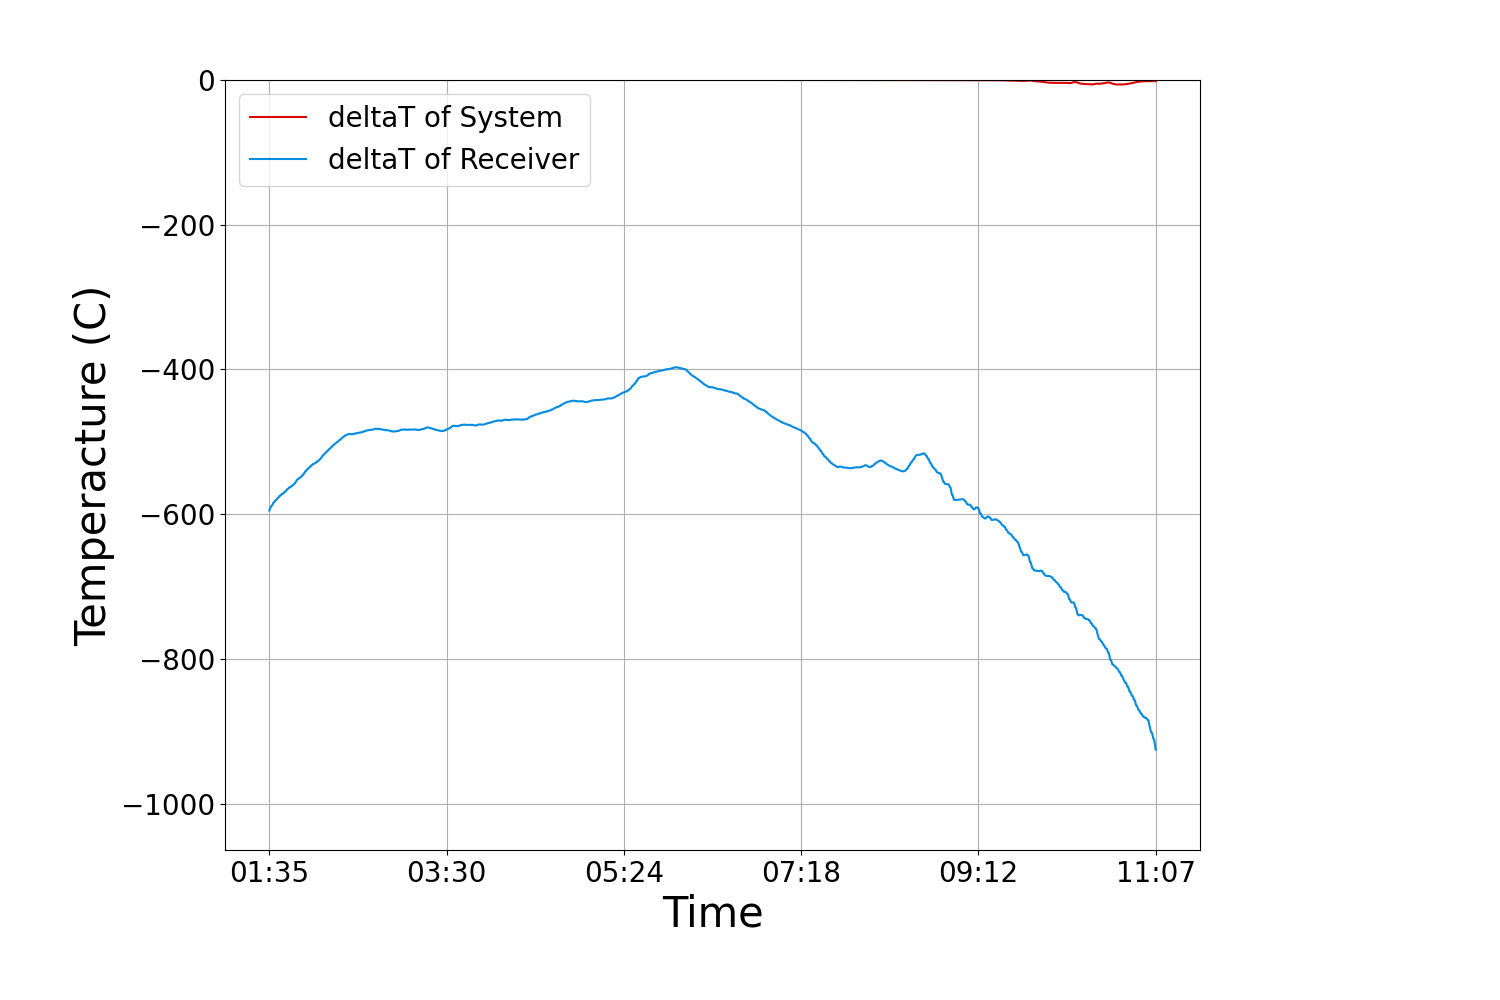 0
deltaT of System
deltaT of Receiver
−200
−400
−600
−800
−1000
Temperacture (C)
01:35 03:30 05:24 07:18 09:12 11:07
Time